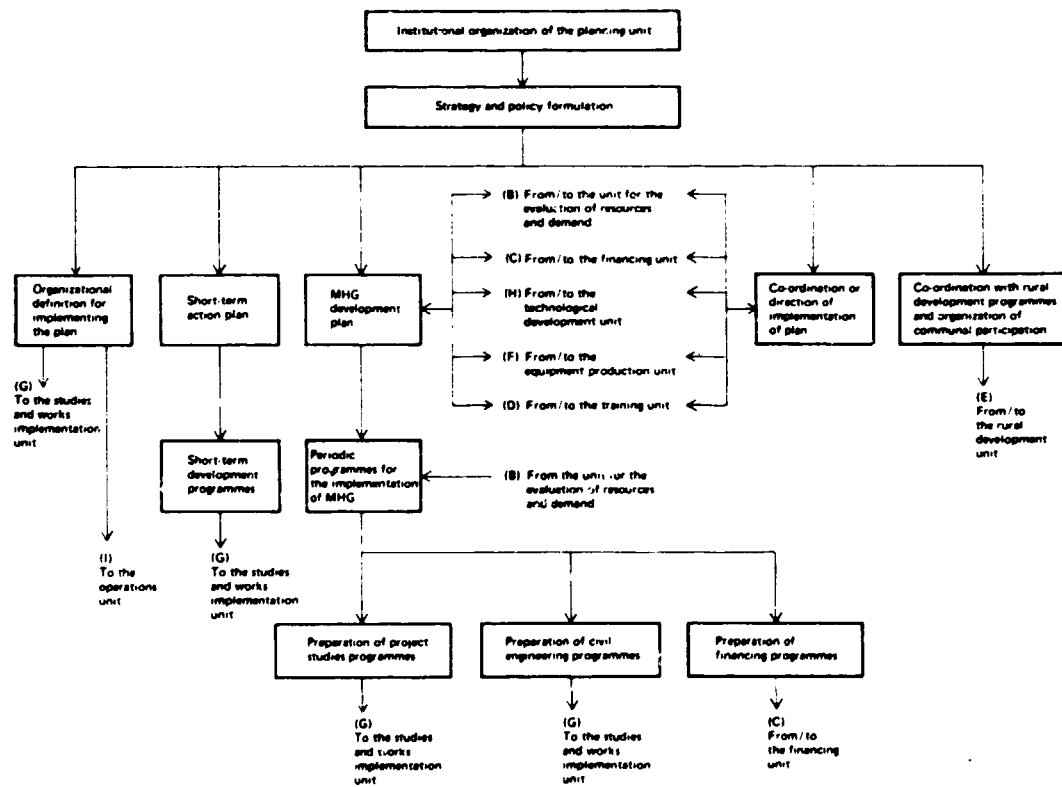 Institutional organization of the planning unit
Strategy and policy formulation
(B) From/to the unit for the
evaluation of resources
and demand
(C) From/to the financing unit
(H) From/to the
technological
development unit
(F) From/to the
equipment production unit
(D) From/to the training unit
Organizational
definition for
implementing
the plan
Short-term
action plan
MHG
development
plan
Co-ordination or
direction of
implementation
of plan
Co-ordination with rural
development programmes
and organization of
communal participation
(G)
To the studies
and works
implementation
unit
(E)
From/to
the rural
development
unit
Short-term
development
programmes
Periodic
programmes for
the implementation
of MHG
(B) From the unit for the
evaluation of resources
and demand
(I)
To the
operations
unit
(G)
To the studies
and works
implementation
unit
Preparation of project
studies programmes
Preparation of civil
engineering programmes
Preparation of
financing programmes
(G)
To the studies
and works
implementation
unit
(G)
To the studies
and works
implementation
unit
(C)
From/to
the financing
unit